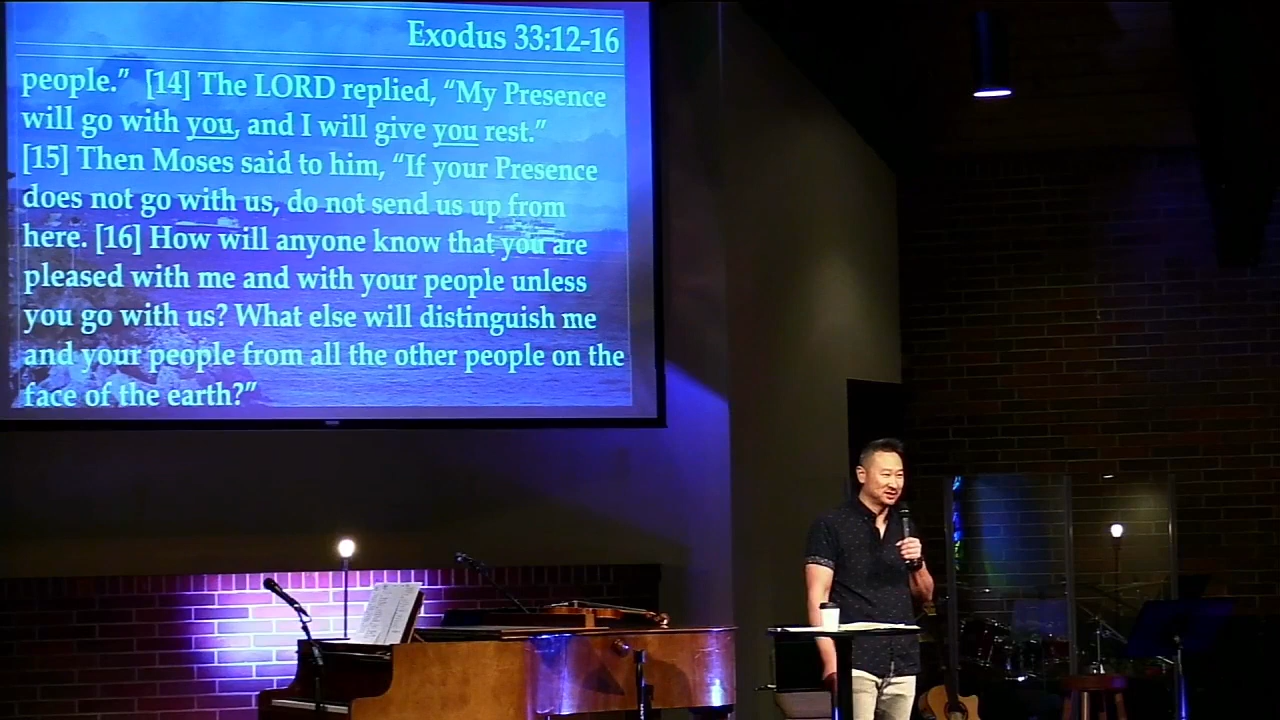 Exodus 33:12-16
people.” [14] The LORD replied, “My Presence
will go with you, and I will give you rest.”
[15] Then Moses said to him, “If your Presence
does not go with us, do not send us up from
here. [16] How will anyone know that you are
pleased with me and with your people unless
you go with us? What else will distinguish me
and your people from all the other people on the
face of the earth?”